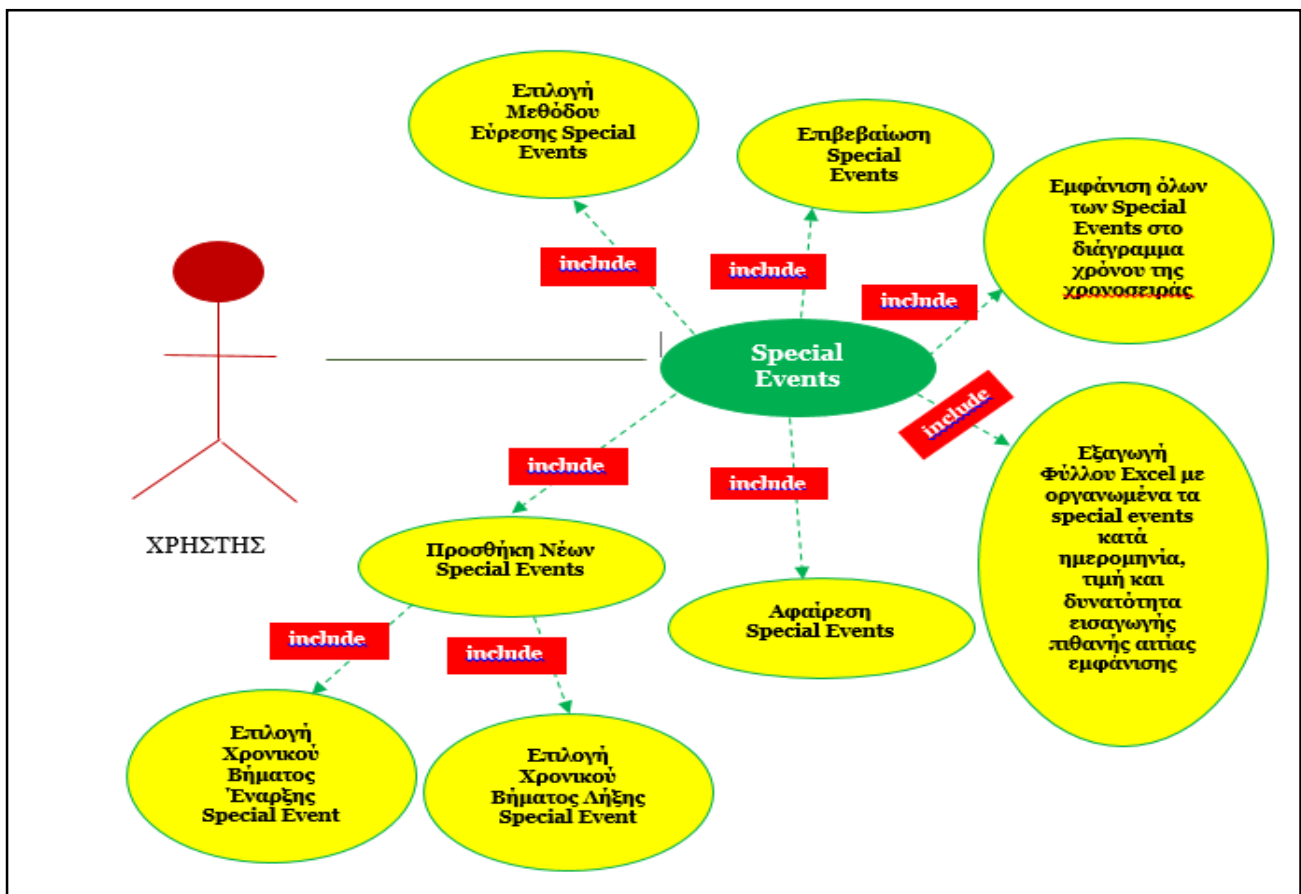 Επιλογή
Μεθόδου
Εύρεσης Special
Events
Επιβεβαίωση
Special
Events
Εμφάνιση όλων
των Special
Events στο
διάγραμμα
χρόνου της
χρονοσειράς
include
include
include
Special
Events
include
include
include
Εξαγωγή
Φύλλου Excel με
οργανωμένα τα
special events
κατά
ημερομηνία,
τιμή και
δυνατότητα
εισαγωγής
πιθανής αιτίας
εμφάνισης
ΧΡΗΣΤΗΣ
Προσθήκη Νέων
Special Events
Αφαίρεση
Special Events
include
include
Επιλογή
Χρονικού
Βήματος
Έναρξης
Special Event
Επιλογή
Χρονικού
Βήματος Λήξης
Special Event